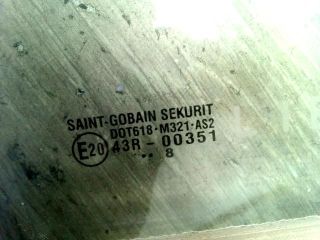 SAINT-GOBAIN SEKURIT
DOT618·M321·AS2
E20 43R-00351
8